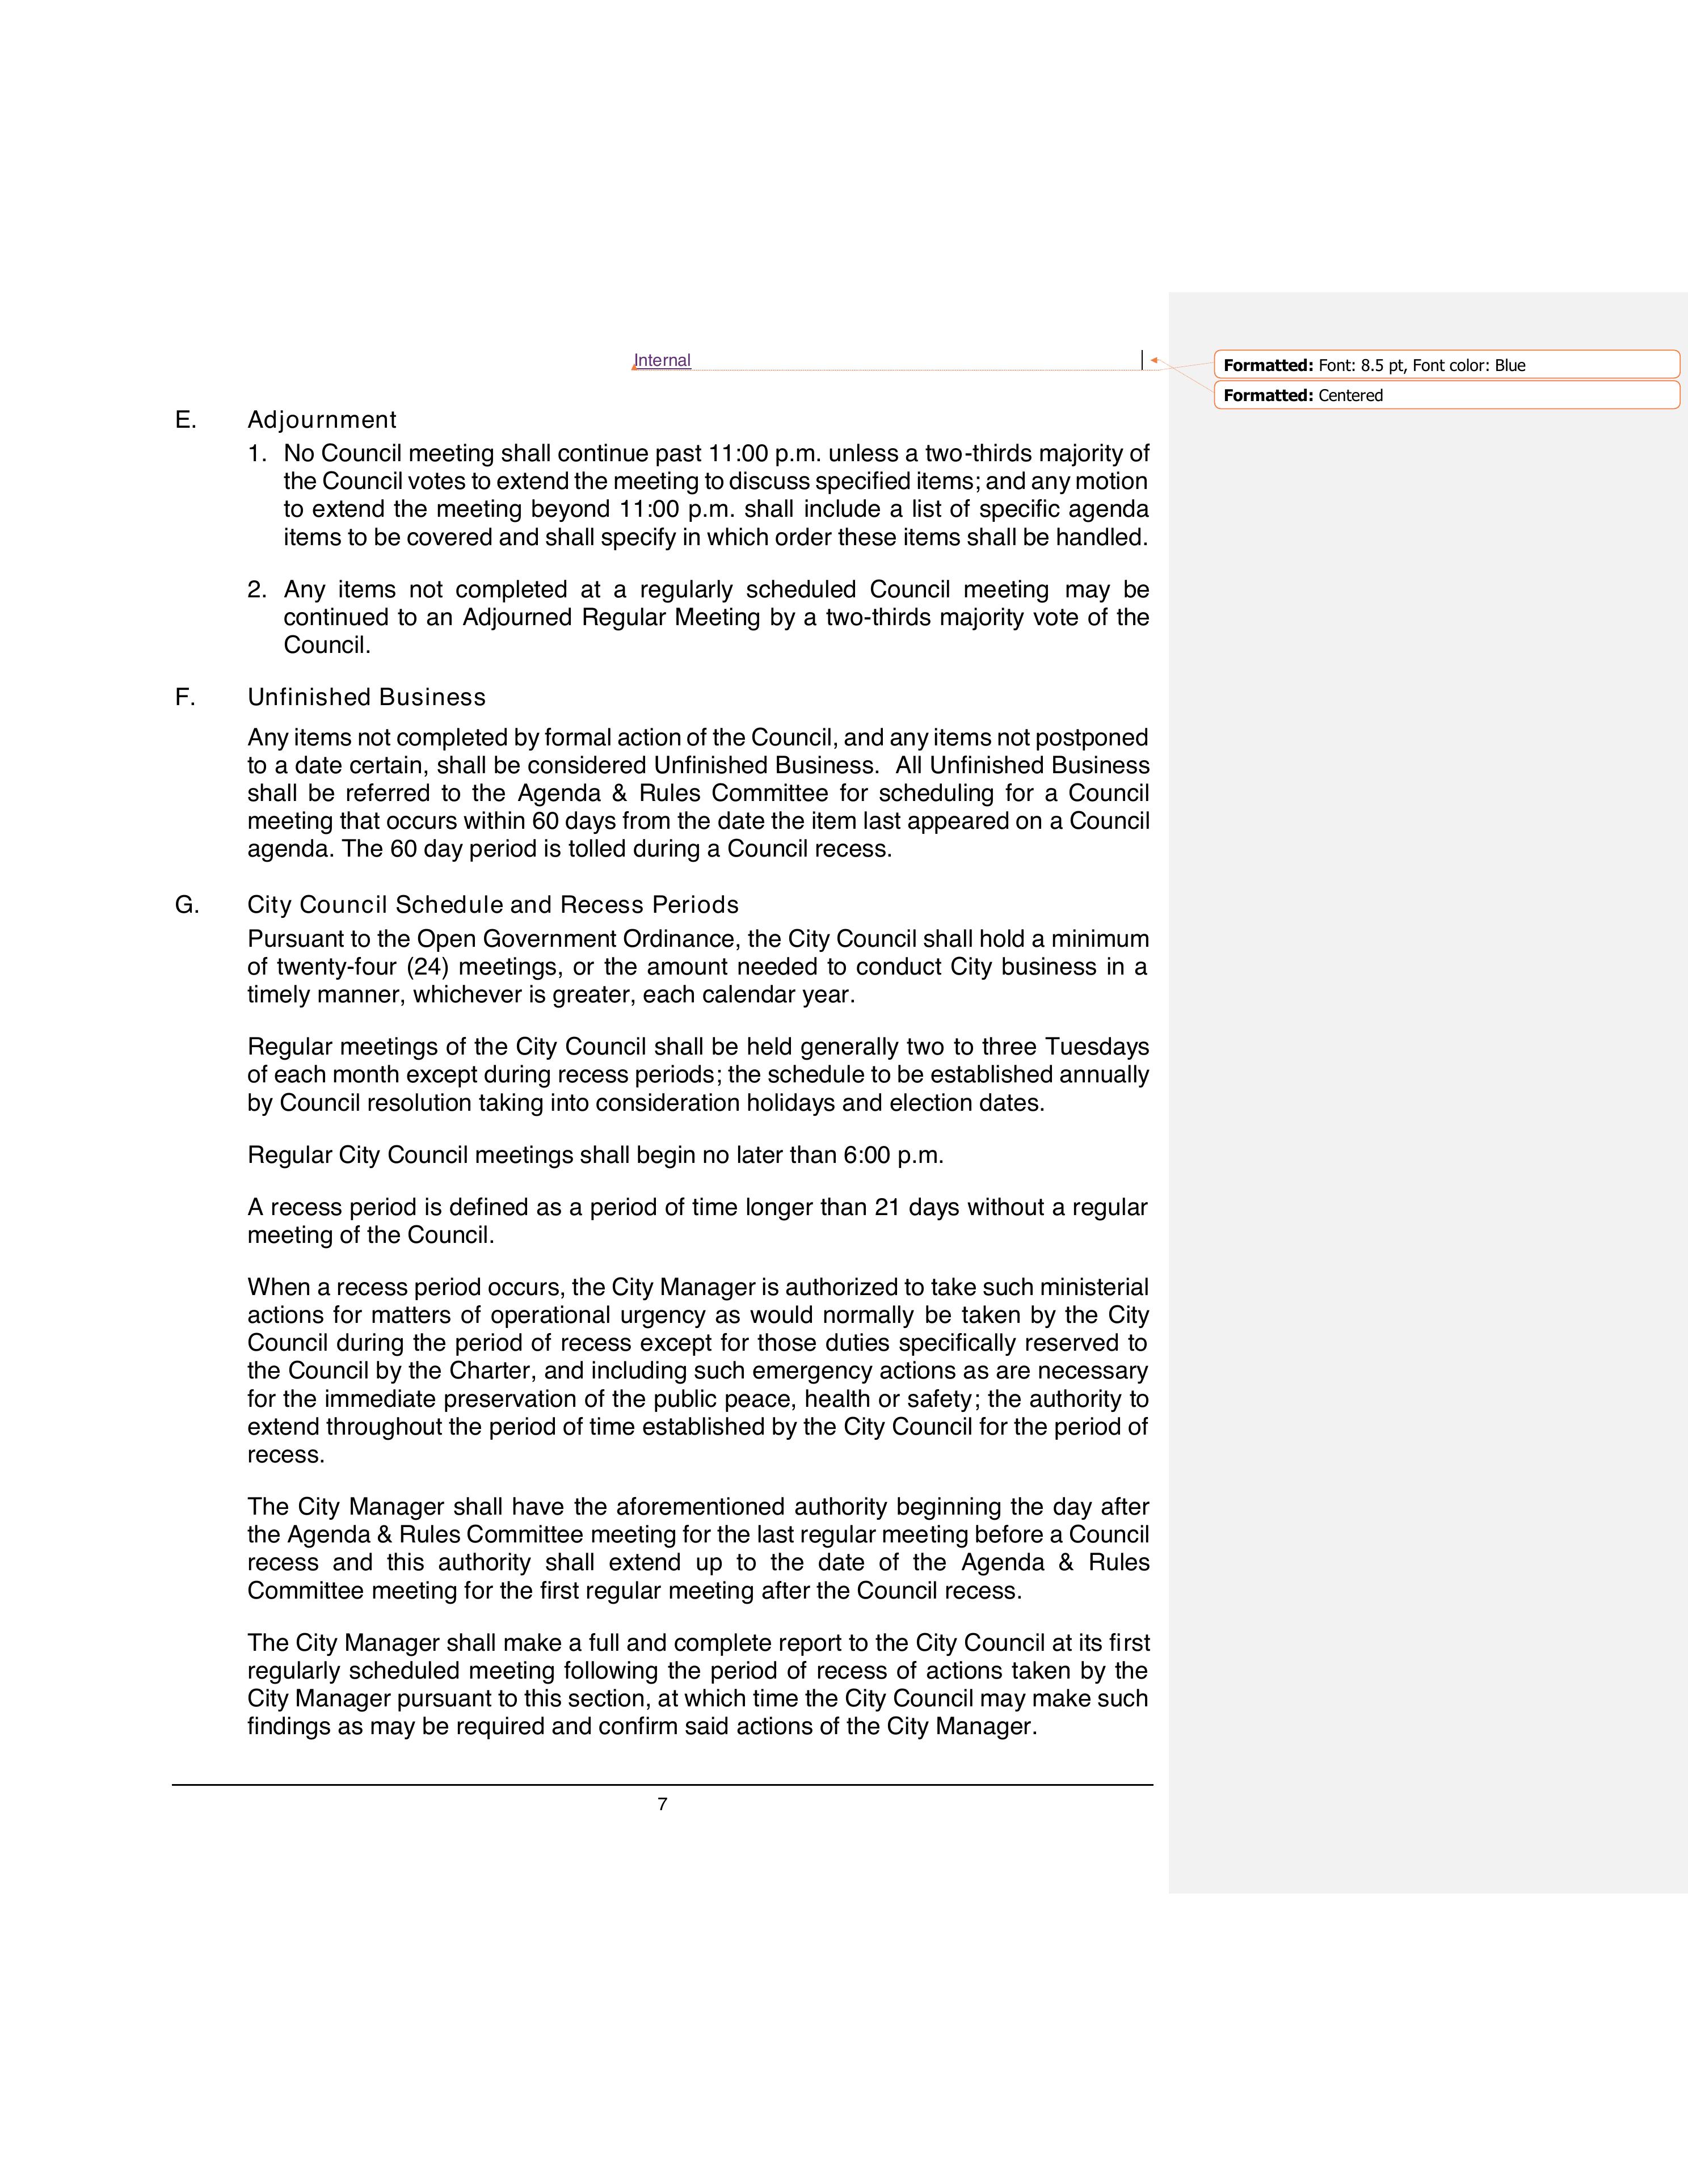 Internal
Formatted: Font: 8.5 pt, Font color: Blue
Formatted: Centered
E. Adjournment
1. No Council meeting shall continue past 11:00 p.m. unless a two-thirds majority of
the Council votes to extend the meeting to discuss specified items; and any motion
to extend the meeting beyond 11:00 p.m. shall include a list of specific agenda
items to be covered and shall specify in which order these items shall be handled.
2. Any items not completed at a regularly scheduled Council meeting may be
continued to an Adjourned Regular Meeting by a two-thirds majority vote of the
Council.
F. Unfinished Business
Any items not completed by formal action of the Council, and any items not postponed
to a date certain, shall be considered Unfinished Business. All Unfinished Business
shall be referred to the Agenda & Rules Committee for scheduling for a Council
meeting that occurs within 60 days from the date the item last appeared on a Council
agenda. The 60 day period is tolled during a Council recess.
G. City Council Schedule and Recess Periods
Pursuant to the Open Government Ordinance, the City Council shall hold a minimum
of twenty-four (24) meetings, or the amount needed to conduct City business in a
timely manner, whichever is greater, each calendar year.
Regular meetings of the City Council shall be held generally two to three Tuesdays
of each month except during recess periods; the schedule to be established annually
by Council resolution taking into consideration holidays and election dates.
Regular City Council meetings shall begin no later than 6:00 p.m.
A recess period is defined as a period of time longer than 21 days without a regular
meeting of the Council.
When a recess period occurs, the City Manager is authorized to take such ministerial
actions for matters of operational urgency as would normally be taken by the City
Council during the period of recess except for those duties specifically reserved to
the Council by the Charter, and including such emergency actions as are necessary
for the immediate preservation of the public peace, health or safety; the authority to
extend throughout the period of time established by the City Council for the period of
recess.
The City Manager shall have the aforementioned authority beginning the day after
the Agenda & Rules Committee meeting for the last regular meeting before a Council
recess and this authority shall extend up to the date of the Agenda & Rules
Committee meeting for the first regular meeting after the Council recess.
The City Manager shall make a full and complete report to the City Council at its first
regularly scheduled meeting following the period of recess of actions taken by the
City Manager pursuant to this section, at which time the City Council may make such
findings as may be required and confirm said actions of the City Manager.
7